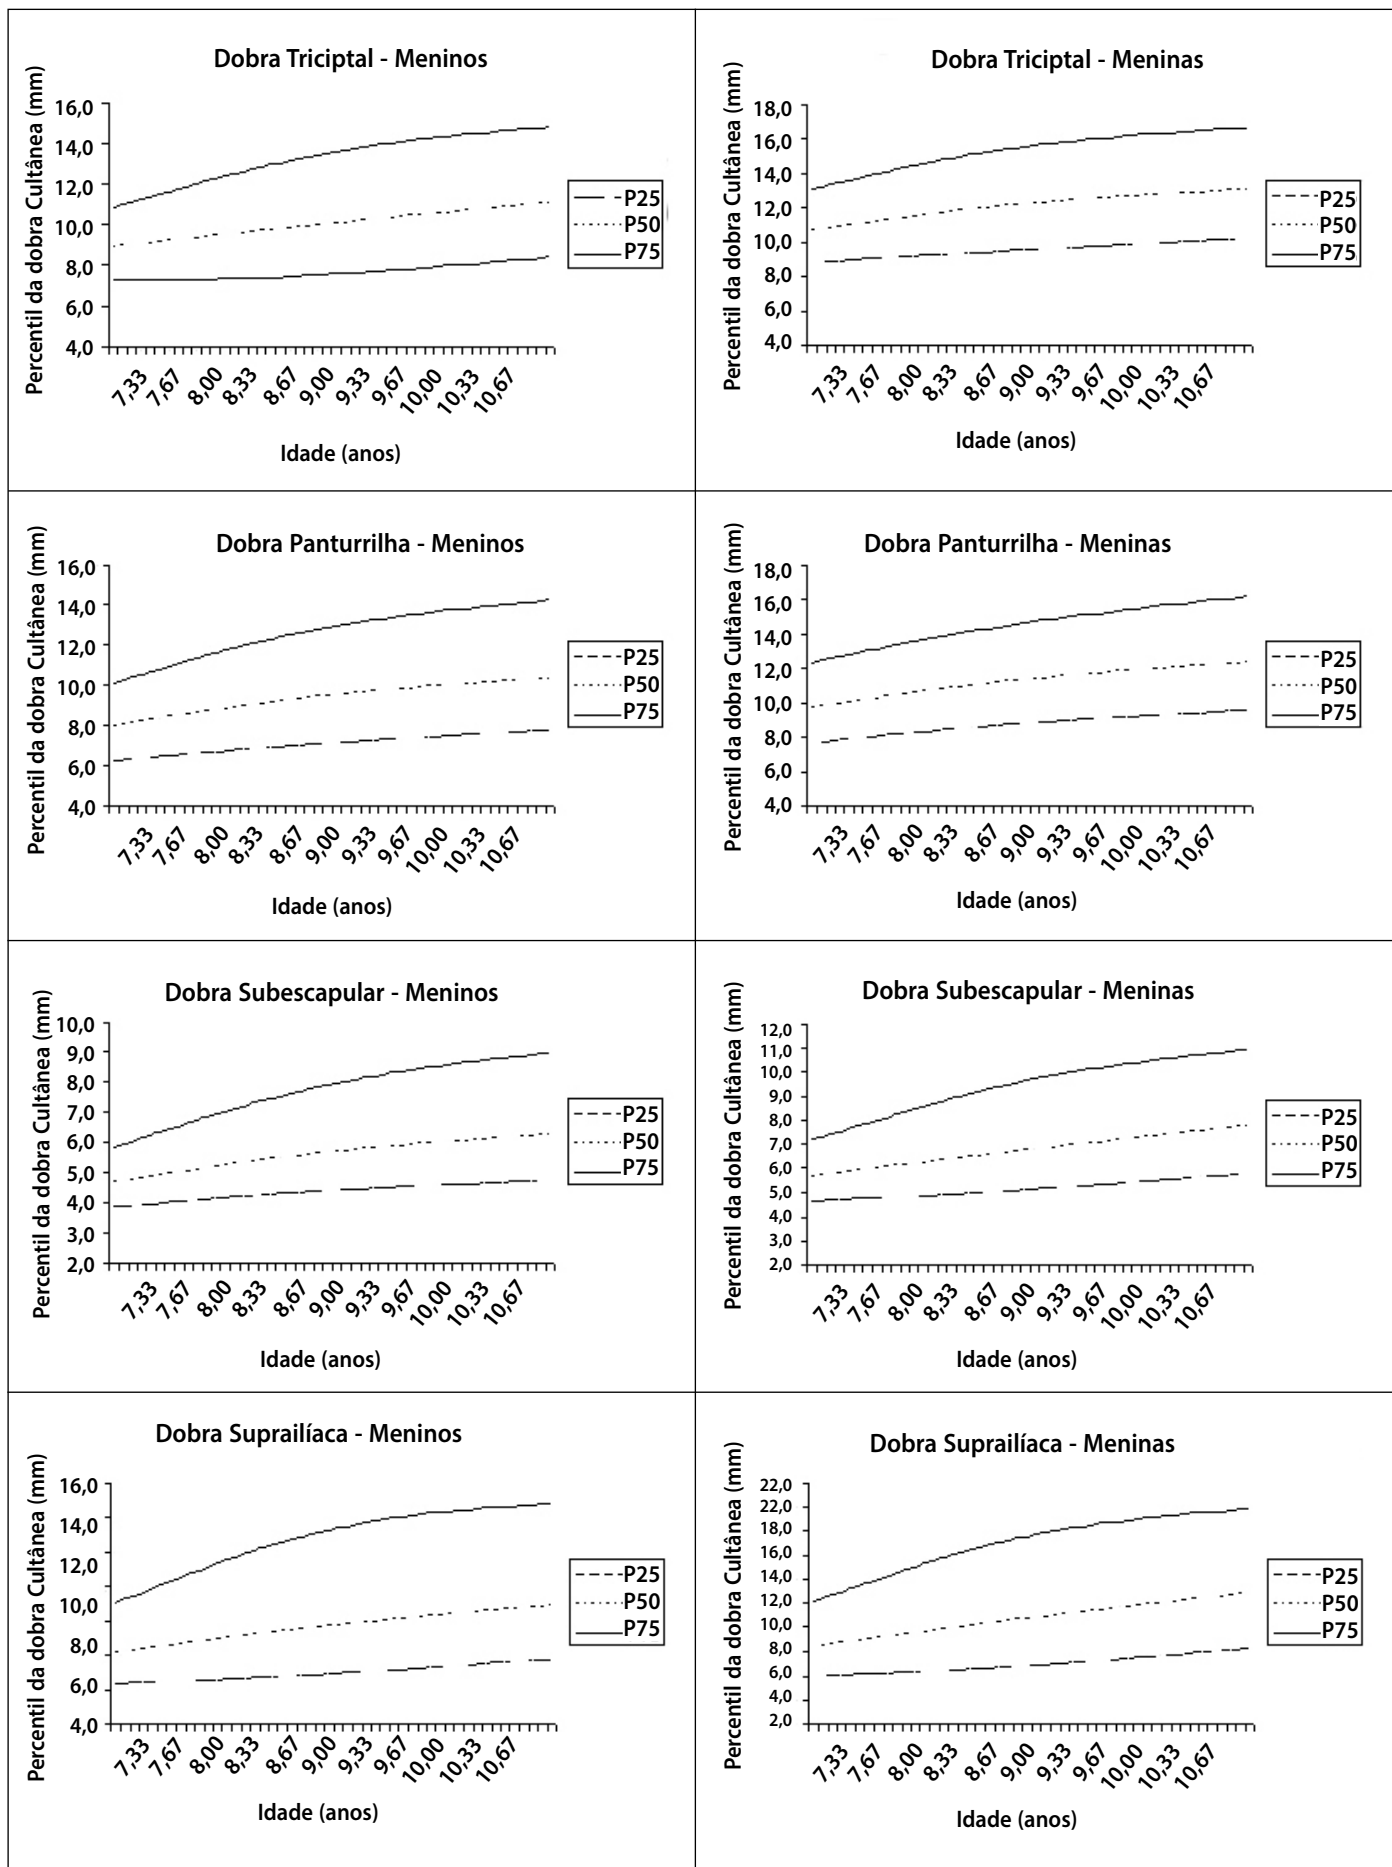 Dobra Triciptal - Meninos
Percentil da dobra Cultânea (mm)
16,0
14,0
12,0
10,0
8,0
6,0
4,0
7,33 7,67 8,00 8,33 8,67 9,00 9,33 9,67 10,00 10,33 10,67
Idade (anos)
P25
P50
P75
Dobra Triciptal - Meninas
Percentil da dobra Cultânea (mm)
18,0
16,0
14,0
12,0
10,0
8,0
6,0
4,0
7,33 7,67 8,00 8,33 8,67 9,00 9,33 9,67 10,00 10,33 10,67
Idade (anos)
P25
P50
P75
Dobra Panturrilha - Meninos
Percentil da dobra Cultânea (mm)
16,0
14,0
12,0
10,0
8,0
6,0
4,0
7,33 7,67 8,00 8,33 8,67 9,00 9,33 9,67 10,00 10,33 10,67
Idade (anos)
P25
P50
P75
Dobra Panturrilha - Meninas
Percentil da dobra Cultânea (mm)
18,0
16,0
14,0
12,0
10,0
8,0
6,0
4,0
7,33 7,67 8,00 8,33 8,67 9,00 9,33 9,67 10,00 10,33 10,67
Idade (anos)
P25
P50
P75
Dobra Subescapular - Meninos
Percentil da dobra Cultânea (mm)
10,0
9,0
8,0
7,0
6,0
5,0
4,0
3,0
2,0
7,33 7,67 8,00 8,33 8,67 9,00 9,33 9,67 10,00 10,33 10,67
Idade (anos)
P25
P50
P75
Dobra Subescapular - Meninas
Percentil da dobra Cultânea (mm)
12,0
11,0
10,0
9,0
8,0
7,0
6,0
5,0
4,0
3,0
2,0
7,33 7,67 8,00 8,33 8,67 9,00 9,33 9,67 10,00 10,33 10,67
Idade (anos)
P25
P50
P75
Dobra Suprailíaca - Meninos
Percentil da dobra Cultânea (mm)
16,0
14,0
12,0
10,0
8,0
6,0
4,0
7,33 7,67 8,00 8,33 8,67 9,00 9,33 9,67 10,00 10,33 10,67
Idade (anos)
P25
P50
P75
Dobra Suprailíaca - Meninas
Percentil da dobra Cultânea (mm)
22,0
22,0
18,0
16,0
14,0
12,0
10,0
8,0
6,0
4,0
2,0
7,33 7,67 8,00 8,33 8,67 9,00 9,33 9,67 10,00 10,33 10,67
Idade (anos)
P25
P50
P75